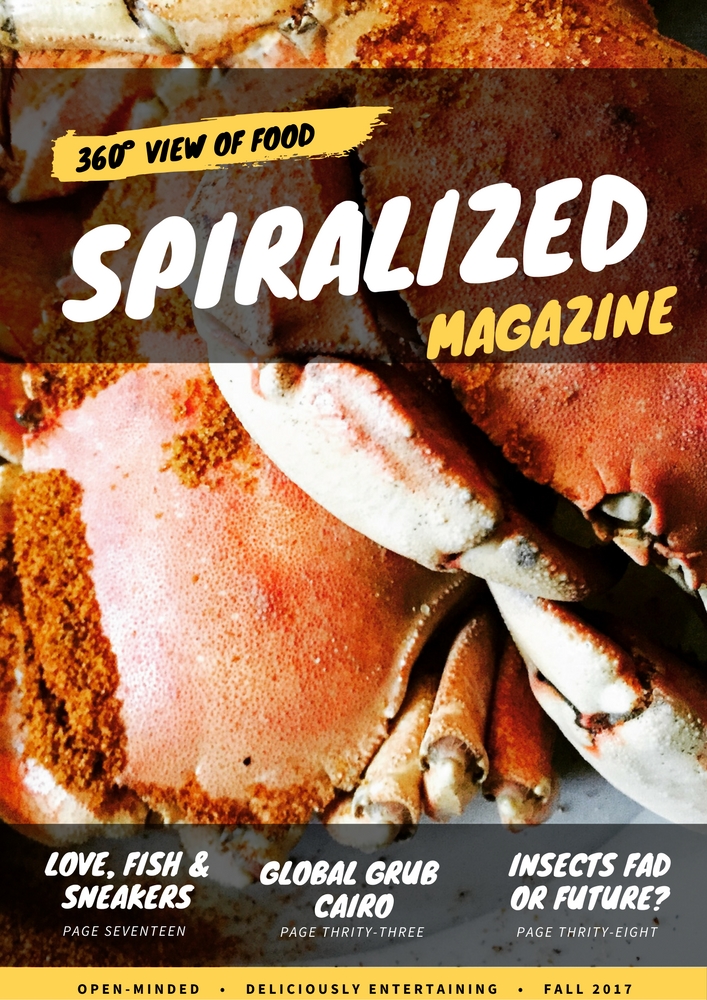 360° VIEW OF FOOD
SPIRALIZED
MAGAZINE
LOVE, FISH &
SNEAKERS
PAGE SEVENTEEN
GLOBAL GRUB
CAIRO
PAGE THRITY-THREE
INSECTS FAD
OR FUTURE?
PAGE THRITY-EIGHT
OPEN-MINDED • DELICIOUSLY ENTERTAINING • FALL 2017